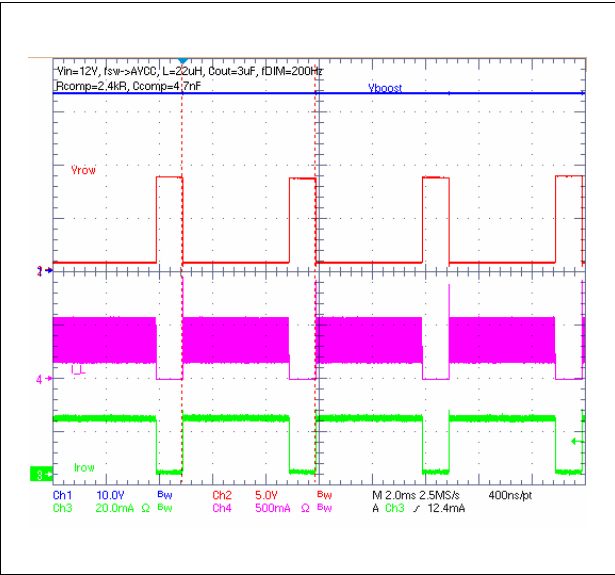 Vin=12V, fsw->AVCC, L=22uH, Cout=3uF, fDIM=200Hz
Rcomp=2.4kR, Ccomp=4.7nF
Vboost
Vrow
I_L
4
Irow
3
Ch1 10.0V Bw Ch2 5.0V Bw M 2.0ms 2.5MS/s 400ns/pt
Ch3 20.0mA Ω Bw Ch4 500mA Ω Bw A Ch3 / 12.4mA